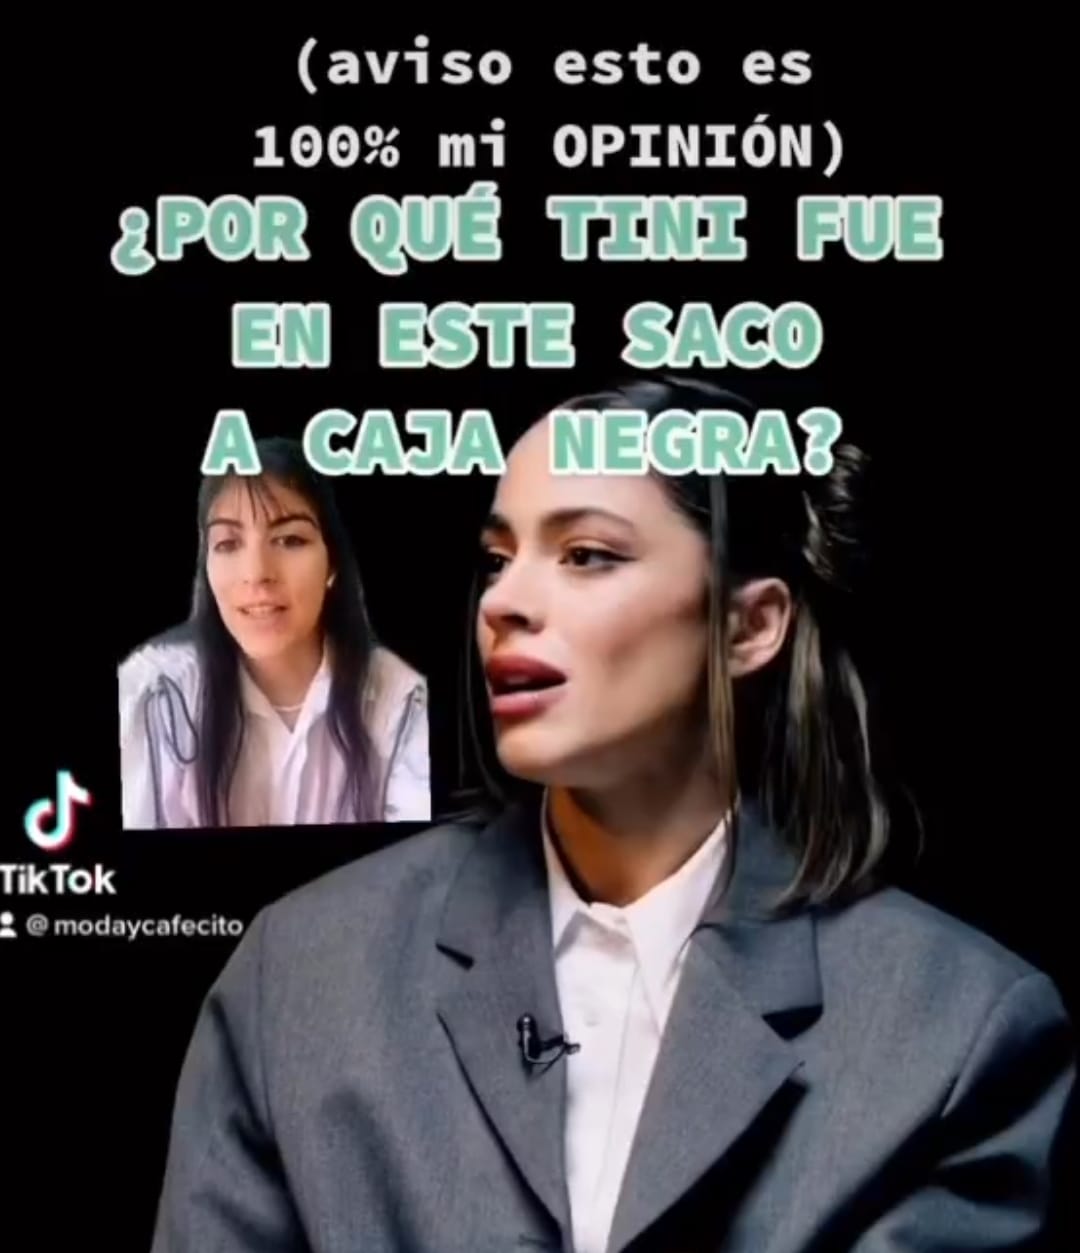 (aviso esto es
100% mi OPINIÓN)
¿POR QUÉ TINI FUE
EN ESTE SACO
A CAJA NEGRA?
TikTok
@modaycafecito